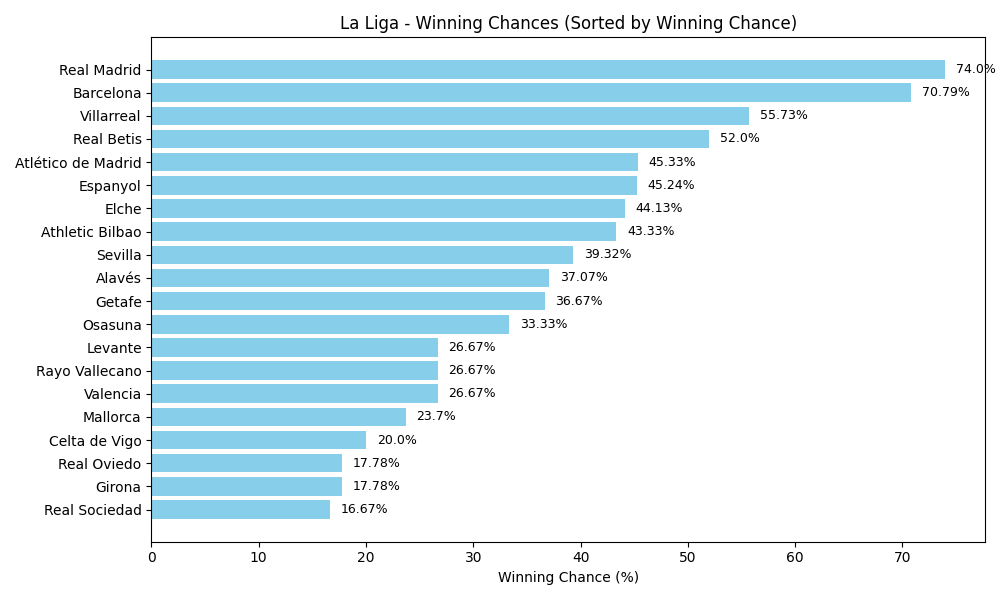 La Liga - Winning Chances (Sorted by Winning Chance)
Real Madrid 74.0%
Barcelona 70.79%
Villarreal 55.73%
Real Betis 52.0%
Atlético de Madrid 45.33%
Espanyol 45.24%
Elche 44.13%
Athletic Bilbao 43.33%
Sevilla 39.32%
Alavés 37.07%
Getafe 36.67%
Osasuna 33.33%
Levante 26.67%
Rayo Vallecano 26.67%
Valencia 26.67%
Mallorca 23.7%
Celta de Vigo 20.0%
Real Oviedo 17.78%
Girona 17.78%
Real Sociedad 16.67%
0 10 20 30 40 50 60 70
Winning Chance (%)